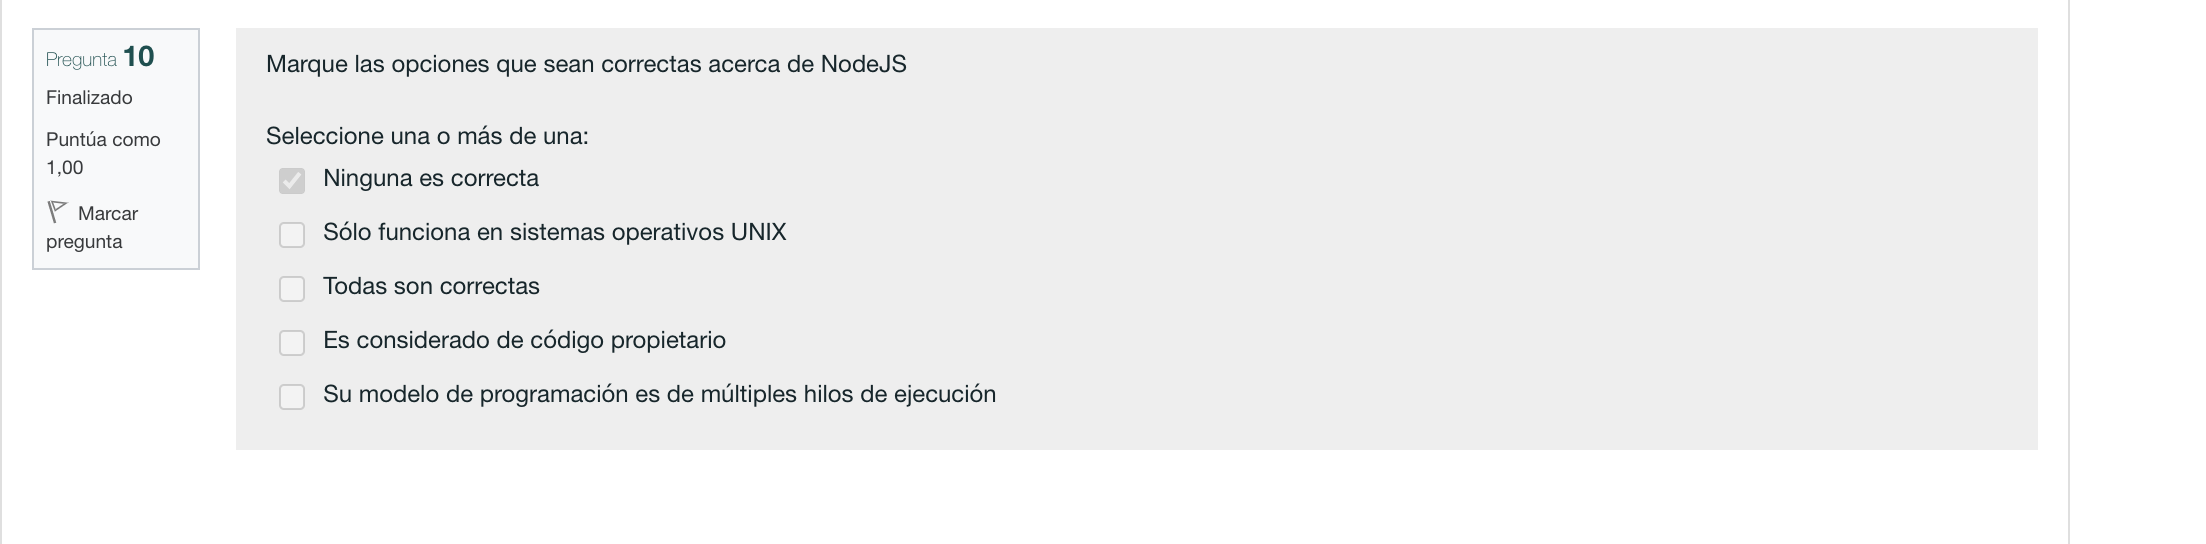 Pregunta 10
Finalizado
Puntúa como
1,00
Marcar
pregunta
Marque las opciones que sean correctas acerca de NodeJS
Seleccione una o más de una:
Ninguna es correcta
Sólo funciona en sistemas operativos UNIX
Todas son correctas
Es considerado de código propietario
Su modelo de programación es de múltiples hilos de ejecución